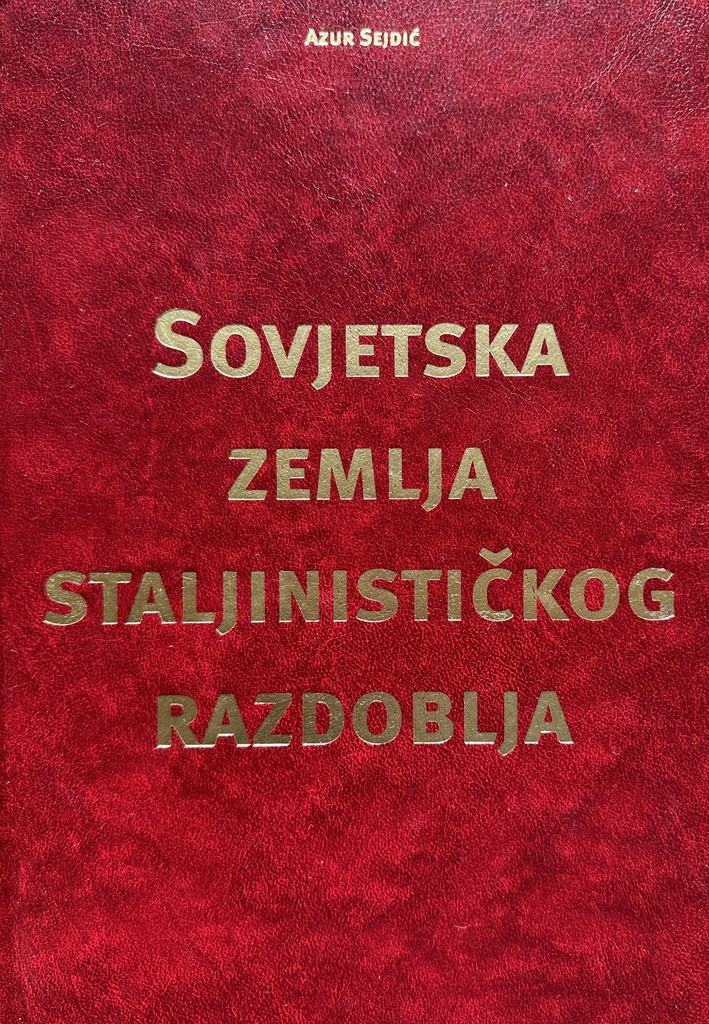 Azur Sejdić
Sovjetska
zemlja
staljinističkog
razdoblja